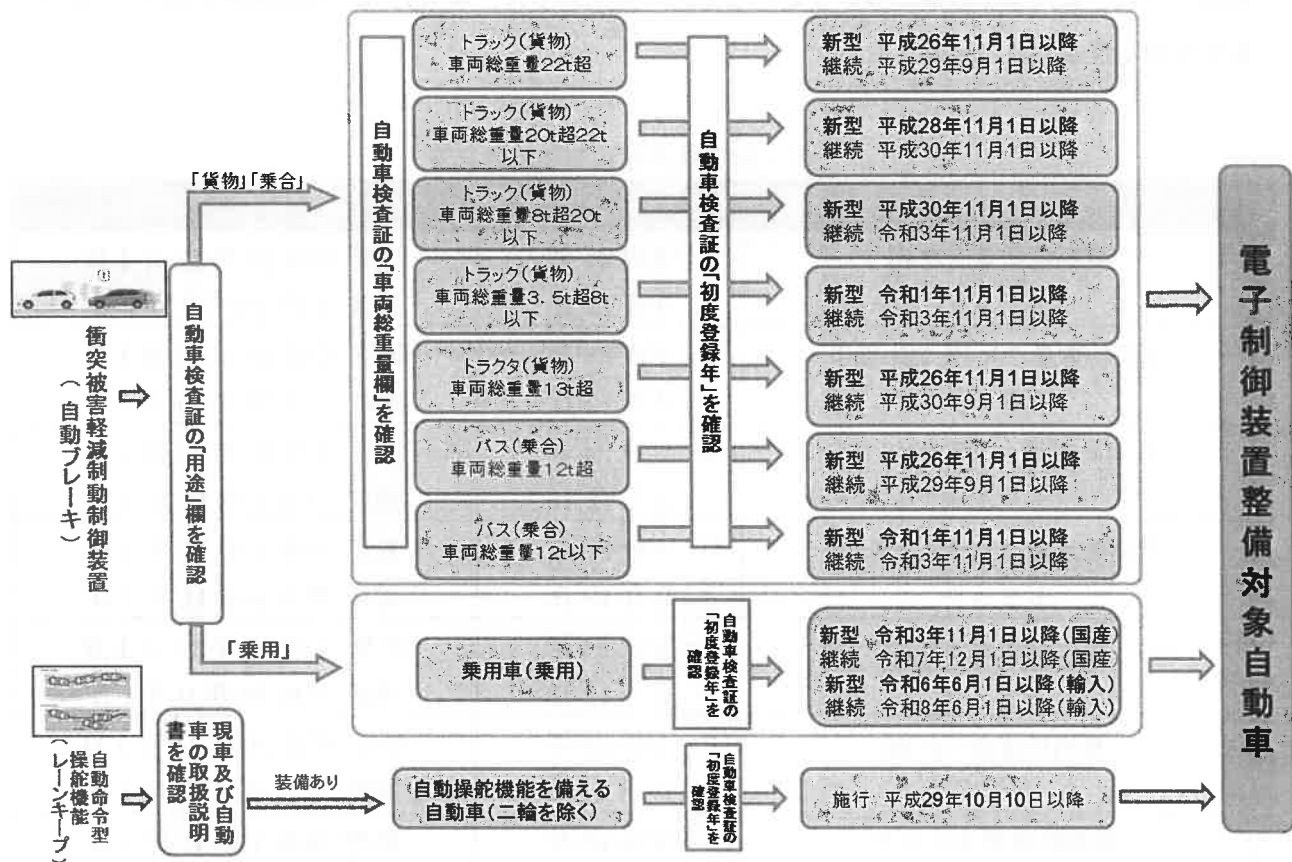 ①
衝突被害軽減制動制御装置
(自動ブレーキ)
自動車検査証の「用途」欄を確認
「貨物」「乗合」
自動車検査証の「車両総重量欄」を確認
トラック(貨物)
車両総重量22t超
トラック(貨物)
車両総重量20t超22t
以下
トラック(貨物)
車両総重量8t超20t
以下
トラック(貨物)
車両総重量3.5t超8t
以下
トラクタ(貨物)
車両総重量13t超
バス(乗合)
車両総重量12t超
バス(乗合)
車両総重量12t以下
自動車検査証の「初度登録年」を確認
新型 平成26年11月1日以降
継続 平成29年9月1日以降
新型 平成28年11月1日以降
継続 平成30年11月1日以降
新型 平成30年11月1日以降
継続 令和3年11月1日以降
新型 令和1年11月1日以降
継続 令和3年11月1日以降
新型 平成26年11月1日以降
継続 平成30年9月1日以降
新型 平成26年11月1日以降
継続 平成29年9月1日以降
新型 令和1年11月1日以降
継続 令和3年11月1日以降
「乗用」
乗用車(乗用)
自動車検査証の
「初度登録年」を
確認
新型 令和3年11月1日以降(国産)
継続 令和7年12月1日以降(国産)
新型 令和6年6月1日以降(輸入)
継続 令和8年6月1日以降(輸入)
自動命令型
操舵機能
(レーンキープ)
現車及び自動
車の取扱説明
書を確認
装備あり
自動操舵機能を備える
自動車(二輪を除く)
自動車検査証の
「初度登録年」を
確認
施行 平成29年10月10日以降
電子制御装置整備対象自動車